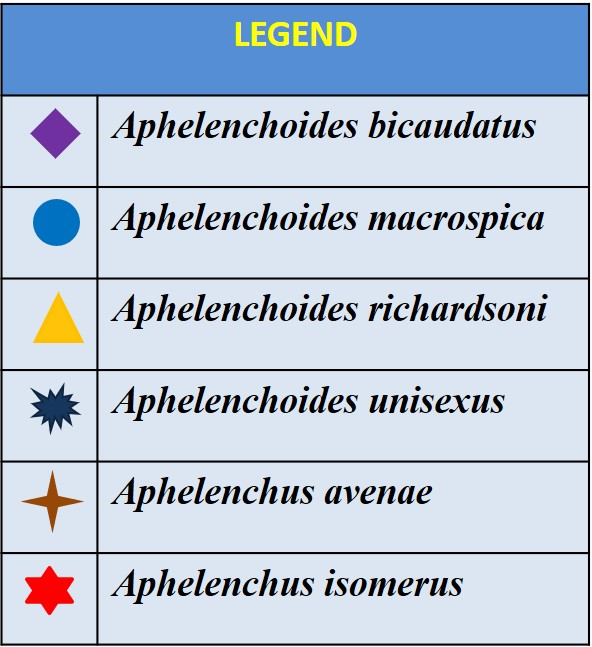 LEGEND
Aphelenchoides bicaudatus
Aphelenchoides macrospica
Aphelenchoides richardsoni
Aphelenchoides unisexus
Aphelenchus avenae
Aphelenchus isomerus